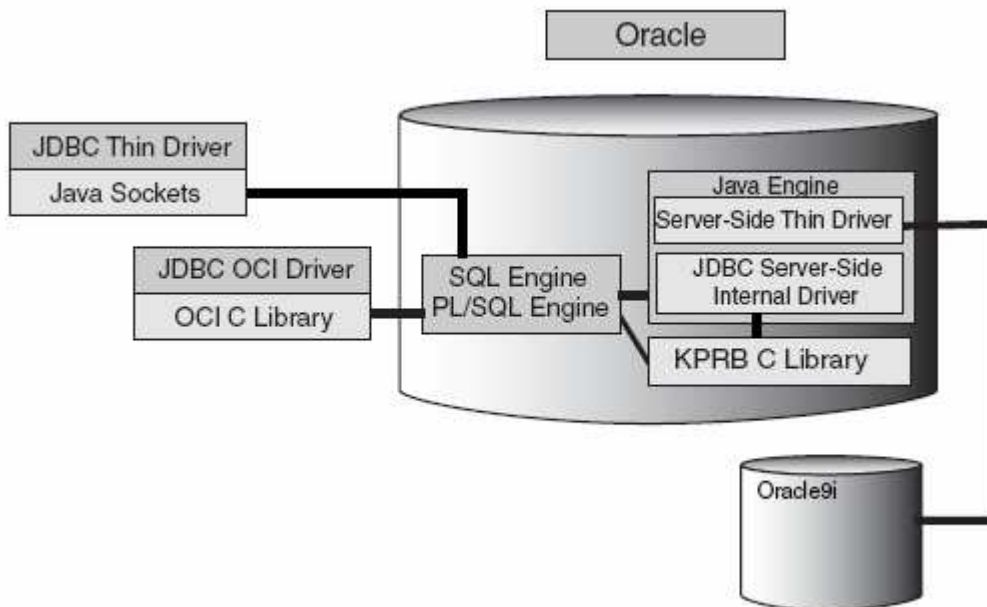 Oracle
JDBC Thin Driver
Java Sockets
JDBC OCI Driver
OCI C Library
SQL Engine
PL/SQL Engine
Java Engine
Server-Side Thin Driver
JDBC Server-Side
Internal Driver
KPRB C Library
Oracle9i